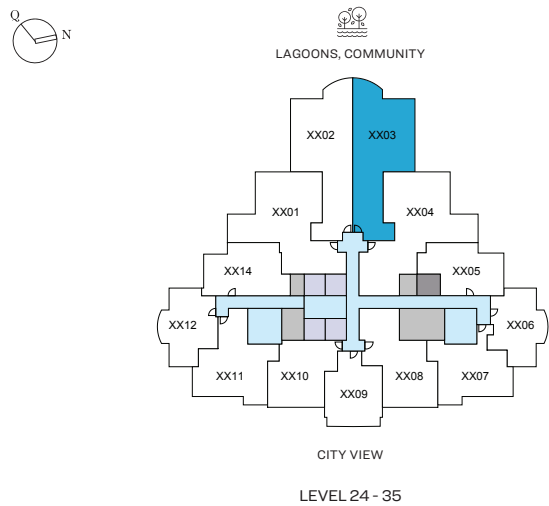 Q
N
LAGOONS, COMMUNITY
XX02
XX03
XX01
XX04
XX14
XX05
XX12
XX06
XX11
XX10
XX09
XX08
XX07
CITY VIEW
LEVEL 24 - 35